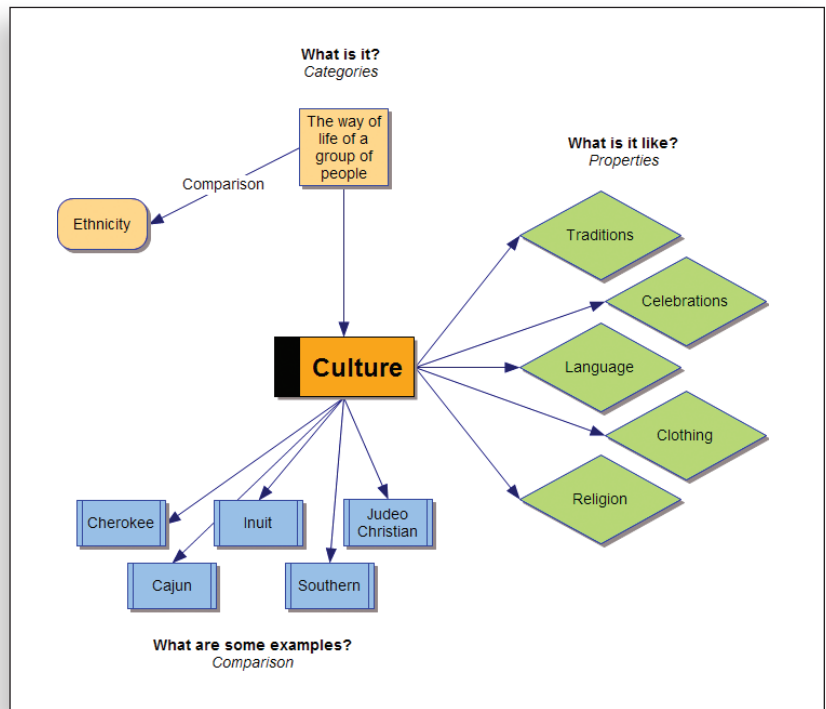 What is it?
Categories
The way of
life of a
group of
people
What is it like?
Properties
Comparison
Ethnicity
Traditions
Celebrations
Culture
Language
Clothing
Religion
Cherokee
Inuit
Judeo
Christian
Cajun
Southern
What are some examples?
Comparison